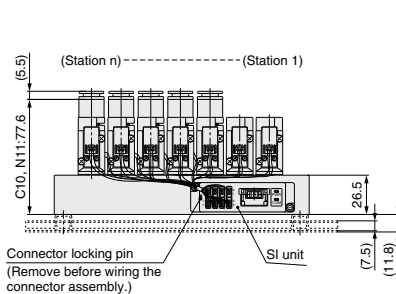 (5.5)
(Station n)
(Station 1)
C10, N11:77.6
26.5
(7.5)
(11.8)
Connector locking pin
(Remove before wiring the
connector assembly.)
SI unit